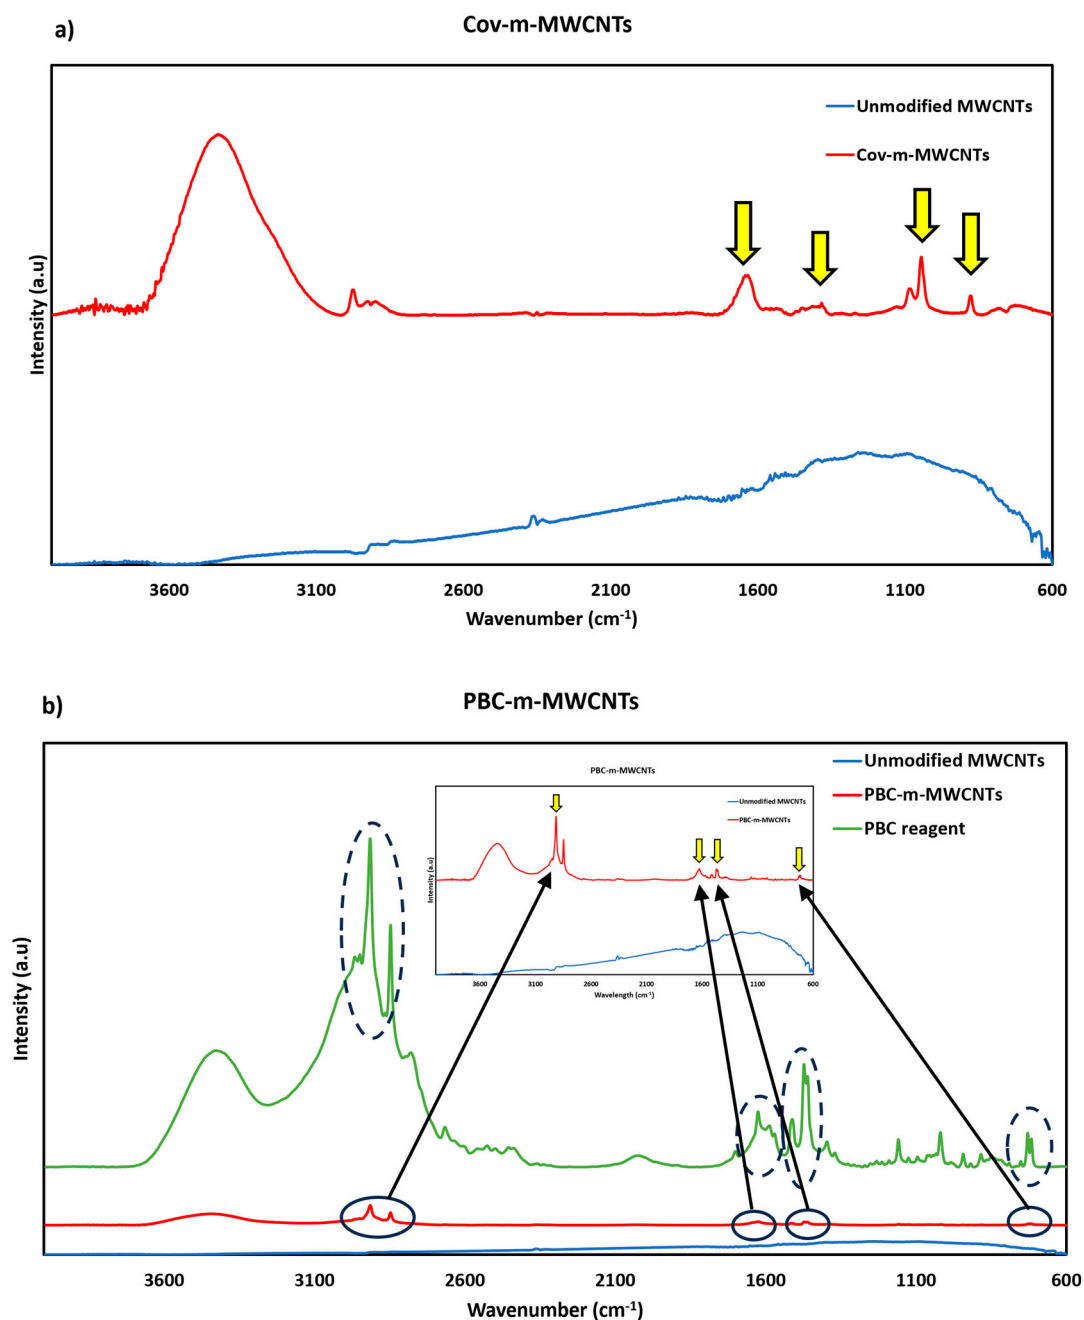 a)
Cov-m-MWCNTs
Unmodified MWCNTs
Cov-m-MWCNTs
Intensity (a.u)
3600 3100 2600 2100 1600 1100 600
Wavenumber (cm⁻¹)
b)
PBC-m-MWCNTs
Unmodified MWCNTs
PBC-m-MWCNTs
PBC reagent
PBC-m-MWCNTs
Unmodified MWCNTs
PBC-m-MWCNTs
Intensity (a.u)
3600 3100 2600 2100 1600 1100 600
Wavelength (cm⁻¹)
Intensity (a.u)
3600 3100 2600 2100 1600 1100 600
Wavenumber (cm⁻¹)